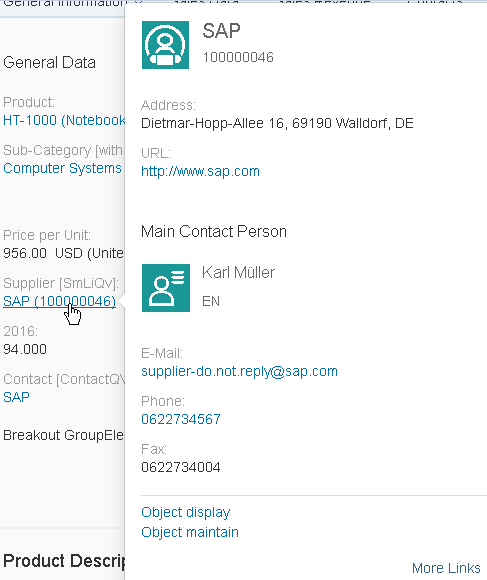 General Information
General Data
Product:
HT-1000 (Notebook
Sub-Category [with
Computer Systems
Price per Unit:
956.00 USD (Unite
Supplier [SmLiQv]:
SAP (100000046)
2016:
94.000
Contact [ContactQV
SAP
Breakout GroupEle
Product Descrip
SAP
100000046
Address:
Dietmar-Hopp-Allee 16, 69190 Walldorf, DE
URL:
http://www.sap.com
Main Contact Person
Karl Müller
EN
E-Mail:
supplier-do.not.reply@sap.com
Phone:
0622734567
Fax:
0622734004
Object display
Object maintain
More Links